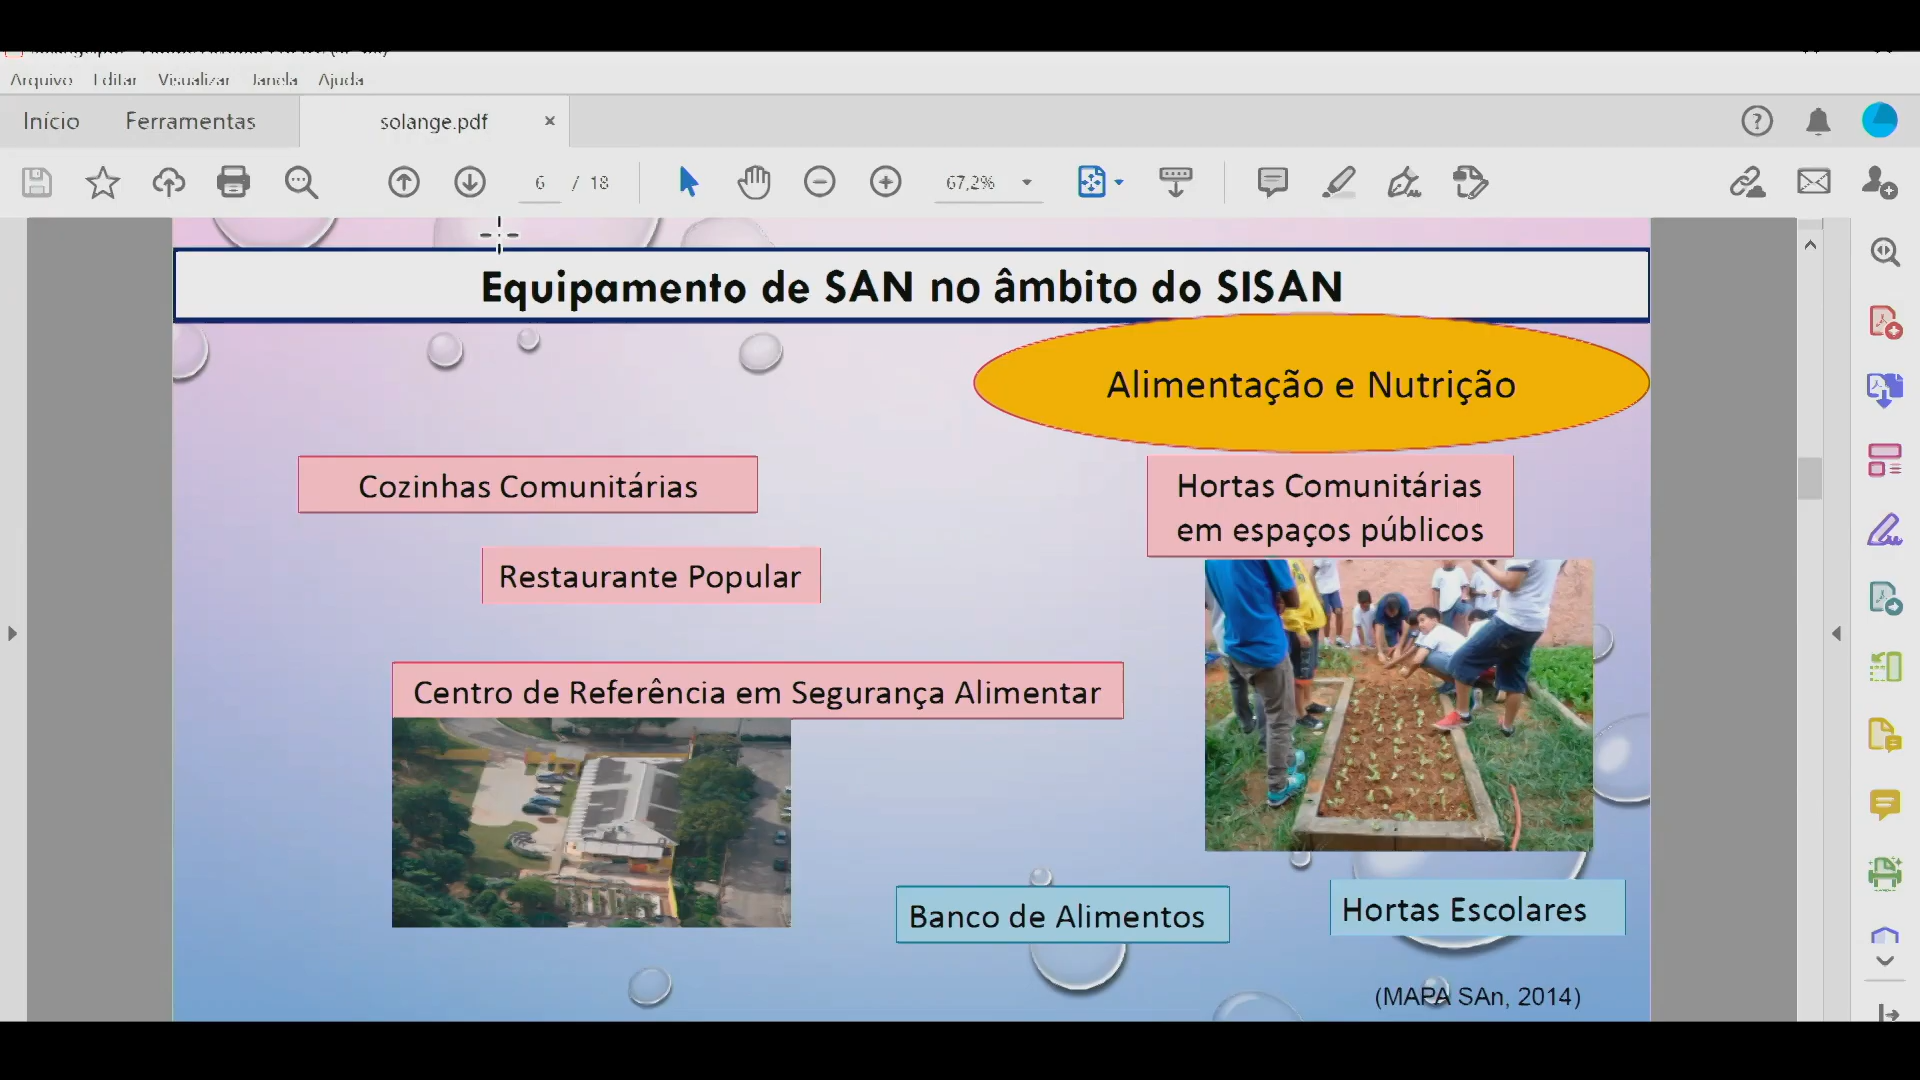 Arquivo Editar Visualizar Janela Ajuda
Início Ferramentas solange.pdf
6 / 18 67,2%
Equipamento de SAN no âmbito do SISAN
Alimentação e Nutrição
Cozinhas Comunitárias
Hortas Comunitárias
em espaços públicos
Restaurante Popular
Centro de Referência em Segurança Alimentar
Banco de Alimentos
Hortas Escolares
(MAPA SAn, 2014)